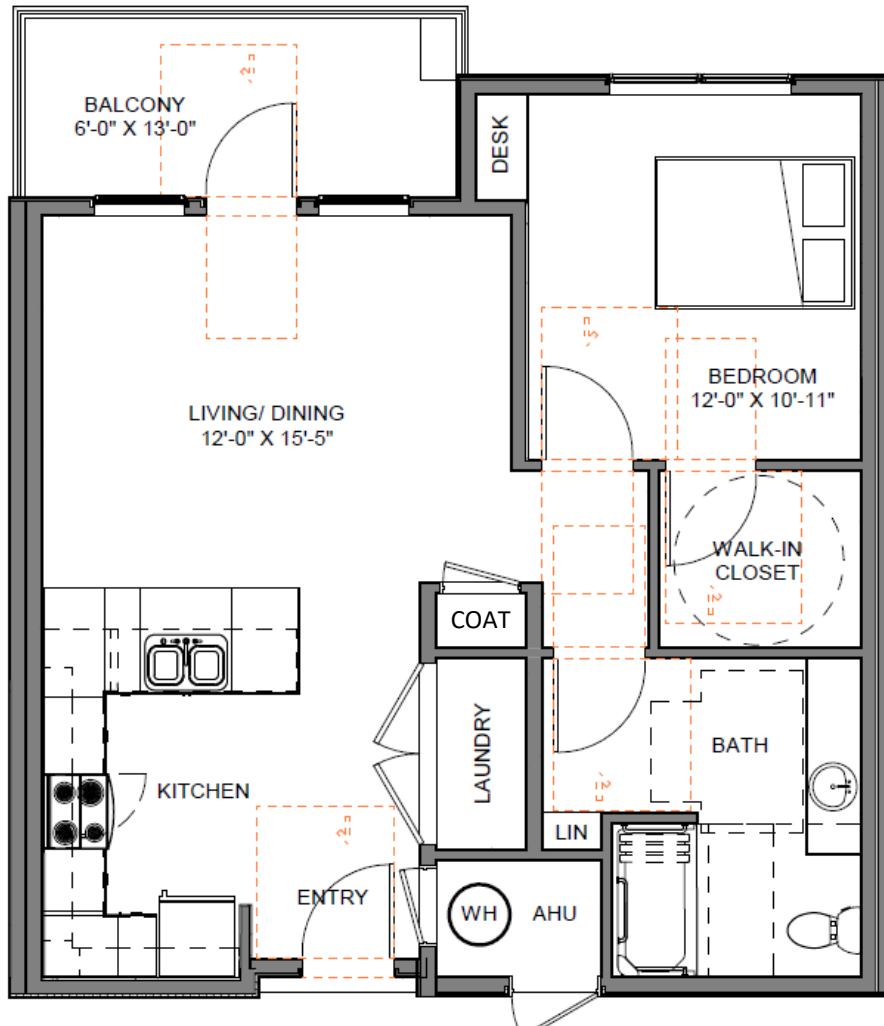 BALCONY
6'-0" X 13'-0"
DESK
BEDROOM
12'-0" X 10'-11"
LIVING/ DINING
12'-0" X 15'-5"
WALK-IN
CLOSET
COAT
LAUNDRY
BATH
KITCHEN
LIN
ENTRY
WH
AHU